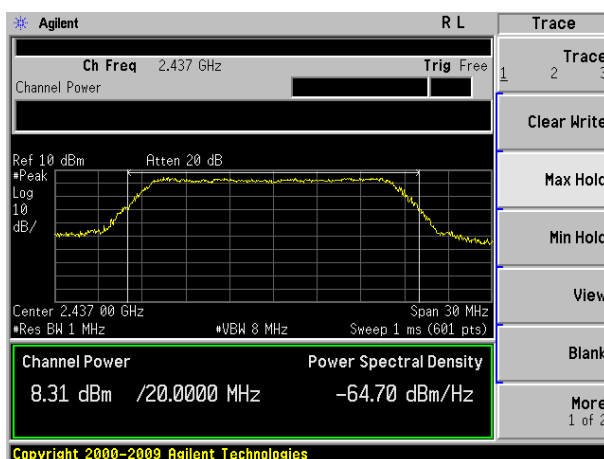 Agilent R L Trace
Ch Freq 2.437 GHz Trig Free
Channel Power
Trace
1 2 3
Clear Write
Max Hold
Min Hold
View
Blank
More
1 of 2
Ref 10 dBm Atten 20 dB
#Peak
Log
10
dB/
Center 2.437 00 GHz Span 30 MHz
#Res BW 1 MHz #VBW 8 MHz Sweep 1 ms (601 pts)
Channel Power Power Spectral Density
8.31 dBm /20.0000 MHz -64.70 dBm/Hz
Copyright 2000-2009 Agilent Technologies